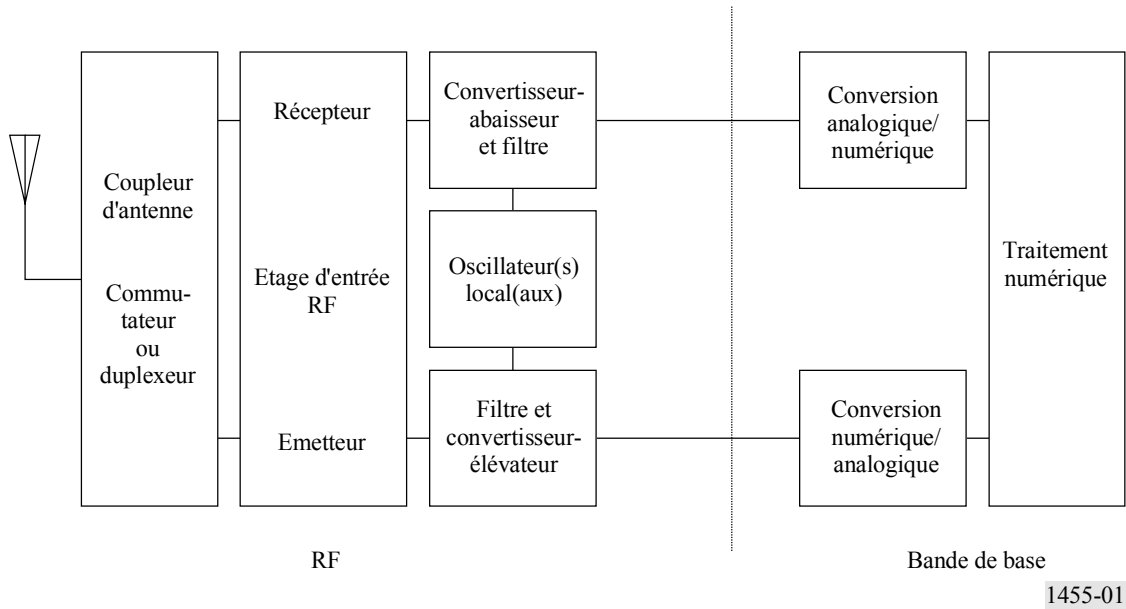 Coupleur
d'antenne
Commu-
tateur
ou
duplexeur
Récepteur
Etage d'entrée
RF
Emetteur
Convertisseur-
abaisseur
et filtre
Oscillateur(s)
local(aux)
Filtre et
convertisseur-
élévateur
Conversion
analogique/
numérique
Conversion
numérique/
analogique
Traitement
numérique
RF
Bande de base
1455-01